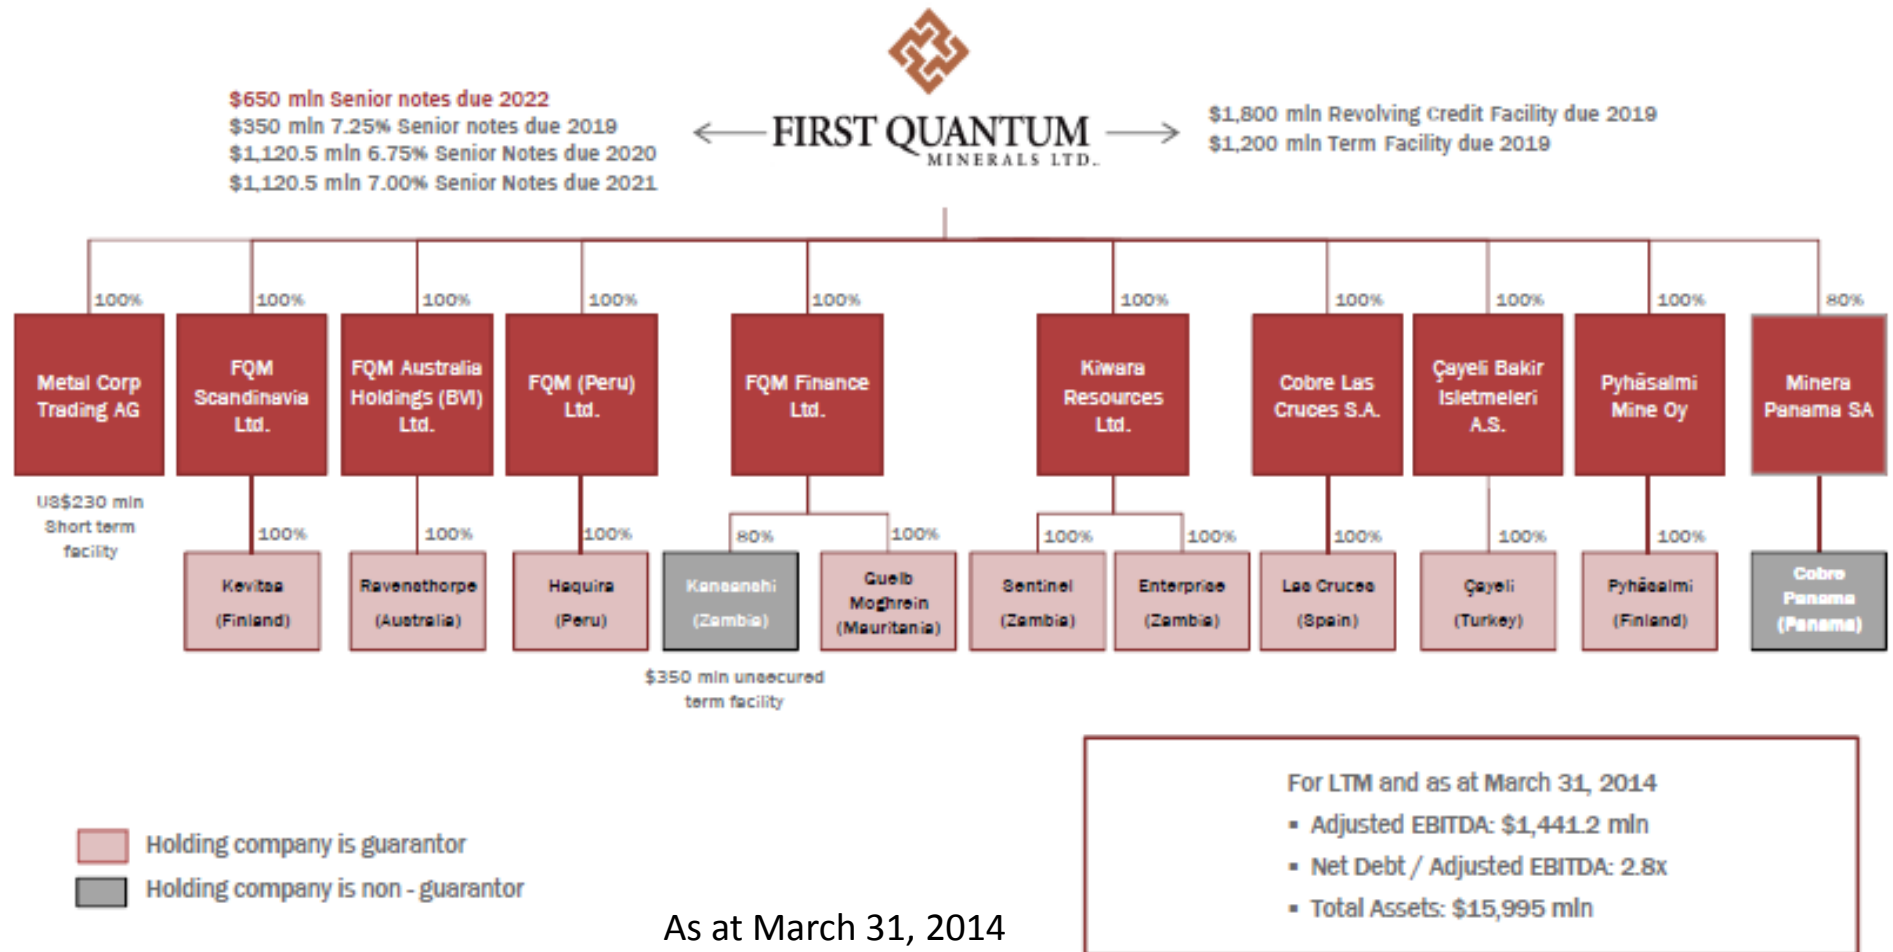 $650 mln Senior notes due 2022
$350 mln 7.25% Senior notes due 2019
$1,120.5 mln 6.75% Senior Notes due 2020
$1,120.5 mln 7.00% Senior Notes due 2021
FIRST QUANTUM
MINERALS LTD.
$1,800 mln Revolving Credit Facility due 2019
$1,200 mln Term Facility due 2019
100%
100%
100%
100%
100%
100%
100%
100%
100%
80%
Metal Corp
Trading AG
FQM
Scandinavia
Ltd.
FQM Australia
Holdings (BVI)
Ltd.
FQM (Peru)
Ltd.
FQM Finance
Ltd.
Kiwara
Resources
Ltd.
Cobre Las
Cruces S.A.
Çayeli Bakir
Isletmeleri
A.S.
Pyhäsalmi
Mine Oy
Minera
Panama SA
US$230 mln
Short term
facility
100%
100%
100%
80%
100%
100%
100%
100%
100%
100%
Kevitsa
(Finland)
Ravensthorpe
(Australia)
Haquira
(Peru)
Kansanshi
(Zambia)
Guelb
Moghrein
(Mauritania)
Sentinel
(Zambia)
Enterprise
(Zambia)
Las Cruces
(Spain)
Çayeli
(Turkey)
Pyhäsalmi
(Finland)
Cobre
Panama
(Panama)
$350 mln unsecured
term facility
Holding company is guarantor
Holding company is non - guarantor
As at March 31, 2014
For LTM and as at March 31, 2014
▪ Adjusted EBITDA: $1,441.2 mln
▪ Net Debt / Adjusted EBITDA: 2.8x
▪ Total Assets: $15,995 mln